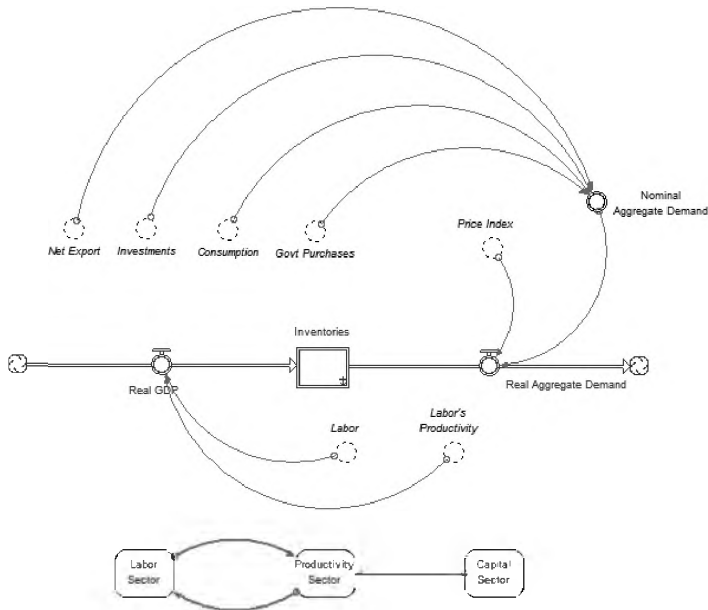 Nominal
Aggregate Demand
Net Export
Investments
Consumption
Govt Purchases
Price Index
Inventories
Real GDP
Real Aggregate Demand
Labor
Labor's
Productivity
Labor
Sector
Productivity
Sector
Capital
Sector